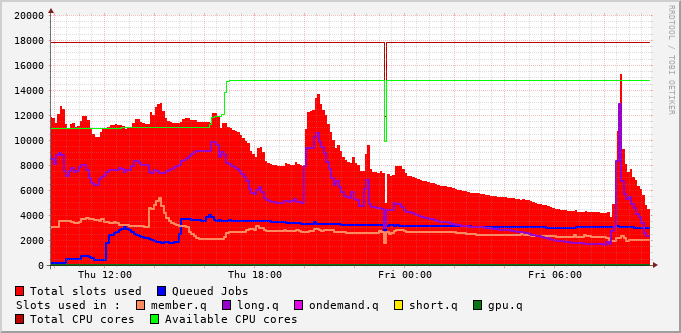 20000
18000
16000
14000
12000
10000
8000
6000
4000
2000
0
Thu 12:00 Thu 18:00 Fri 00:00 Fri 06:00
RRDTOOL / TOBI OETIKER
Total slots used Queued Jobs
Slots used in : member.q long.q ondemand.q short.q gpu.q
Total CPU cores Available CPU cores